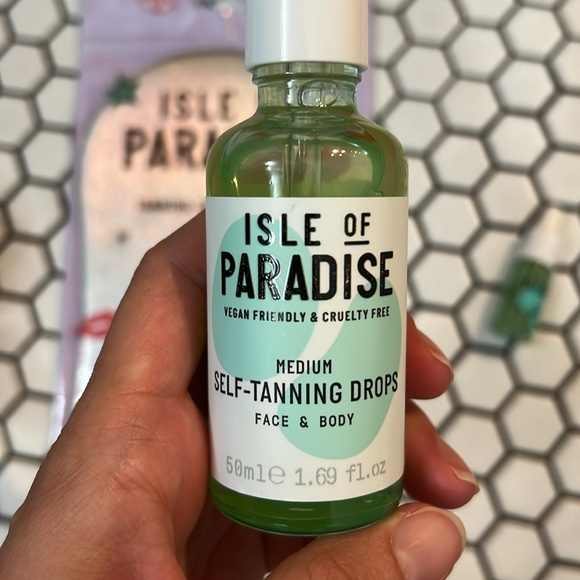 ISLE
PARA
ISLE OF
PARADISE
VEGAN FRIENDLY & CRUELTY FREE
MEDIUM
SELF-TANNING DROPS
FACE & BODY
50ml℮ 1.69 fl.oz